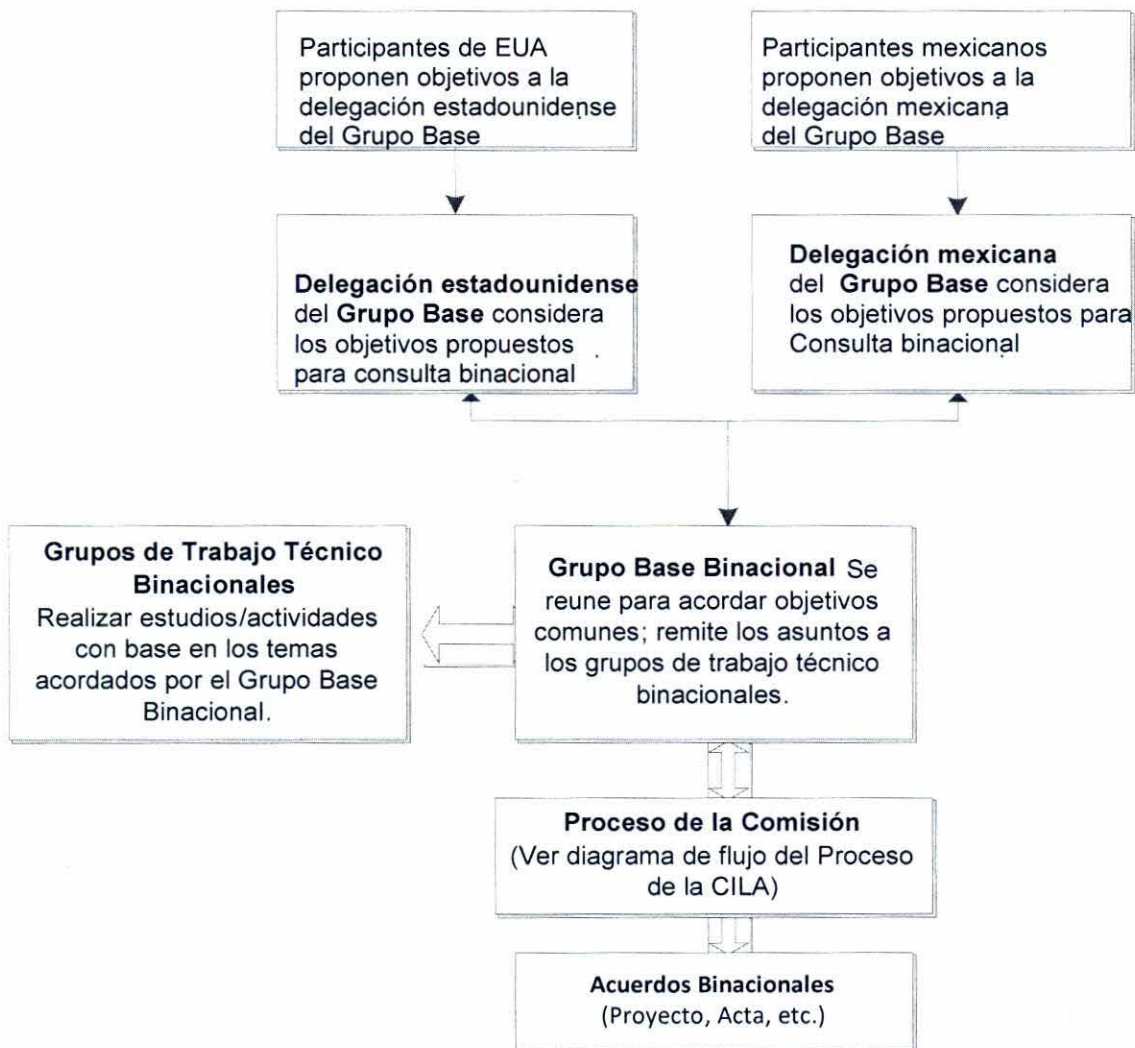 Participantes de EUA
proponen objetivos a la
delegación estadounidense
del Grupo Base
Participantes mexicanos
proponen objetivos a la
delegación mexicana
del Grupo Base
Delegación estadounidense
del Grupo Base considera
los objetivos propuestos
para consulta binacional
Delegación mexicana
del Grupo Base considera
los objetivos propuestos para
Consulta binacional
Grupos de Trabajo Técnico
Binacionales
Realizar estudios/actividades
con base en los temas
acordados por el Grupo Base
Binacional.
Grupo Base Binacional Se
reune para acordar objetivos
comunes; remite los asuntos a
los grupos de trabajo técnico
binacionales.
Proceso de la Comisión
(Ver diagrama de flujo del Proceso
de la CILA)
Acuerdos Binacionales
(Proyecto, Acta, etc.)